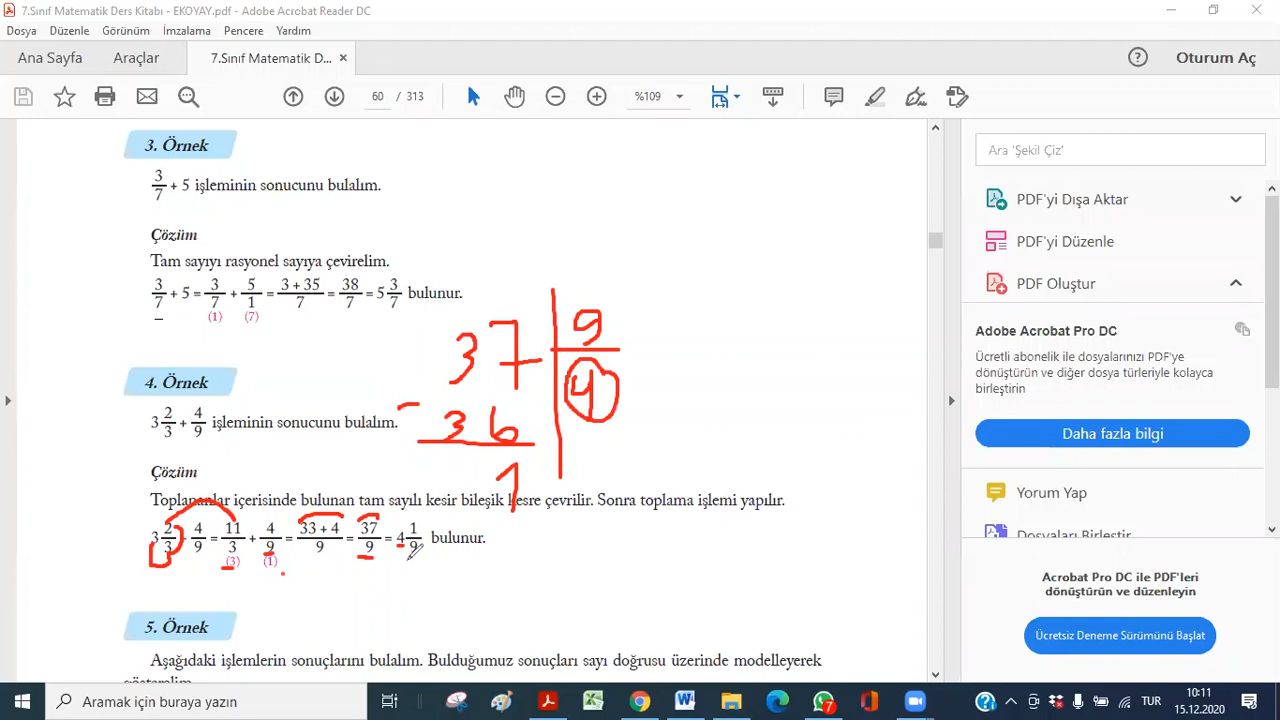 7.Sınıf Matematik Ders Kitabı - EKOYAY.pdf - Adobe Acrobat Reader DC
Dosya Düzenle Görünüm İmzalama Pencere Yardım
Ana Sayfa Araçlar 7.Sınıf Matematik D... × Oturum Aç
60 / 313 %109
3. Örnek
3/7 + 5 işleminin sonucunu bulalım.
Çözüm
Tam sayıyı rasyonel sayıya çevirelim.
3/7 + 5 = 3/7 + 5/1 = 3 + 35/7 = 38/7 = 5 3/7 bulunur.
(1) (7)
37 9
4
- 36
1
4. Örnek
3 2/3 + 4/9 işleminin sonucunu bulalım.
Çözüm
Toplananlar içerisinde bulunan tam sayılı kesir bileşik kesre çevrilir. Sonra toplama işlemi yapılır.
3 2/3 + 4/9 = 11/3 + 4/9 = 33 + 4/9 = 37/9 = 4 1/9 bulunur.
(3) (1)
5. Örnek
Aşağıdaki işlemlerin sonuçlarını bulalım. Bulduğumuz sonuçları sayı doğrusu üzerinde modelleyerek
gösterelim.
Ara 'Şekil Çiz'
PDF'yi Dışa Aktar
PDF'yi Düzenle
PDF Oluştur
Adobe Acrobat Pro DC
Ücretli abonelik ile dosyalarınızı PDF'ye
dönüştürün ve diğer dosya türleriyle kolayca
birleştirin
Daha fazla bilgi
Yorum Yap
Dosyaları Birleştir
Acrobat Pro DC ile PDF'leri
dönüştürün ve düzenleyin
Ücretsiz Deneme Sürümünü Başlat
Aramak için buraya yazın
7
TUR
10:11
15.12.2020